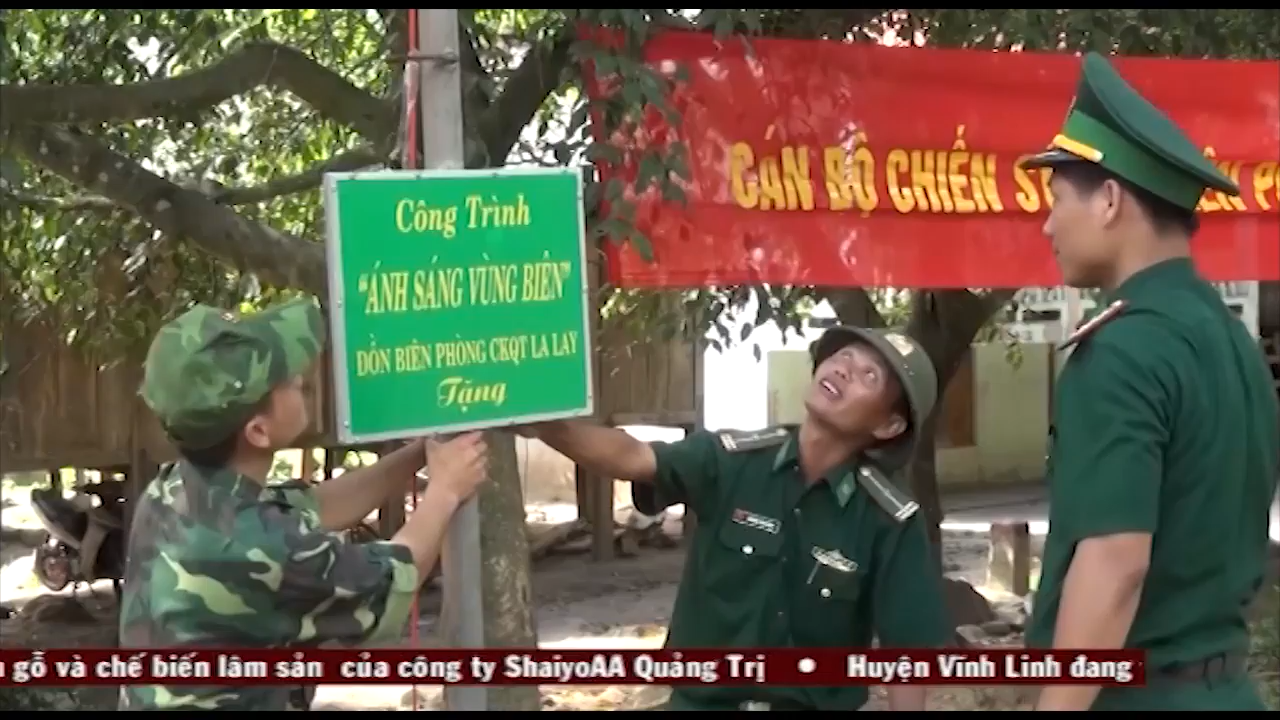 CÁN BỘ CHIẾN
Công Trình
"ÁNH SÁNG VÙNG BIÊN"
ĐỒN BIÊN PHÒNG CKQT LA LAY
Tặng
gỗ và chế biến lâm sản của công ty ShaiyoAA Quảng Trị • Huyện Vĩnh Linh đang